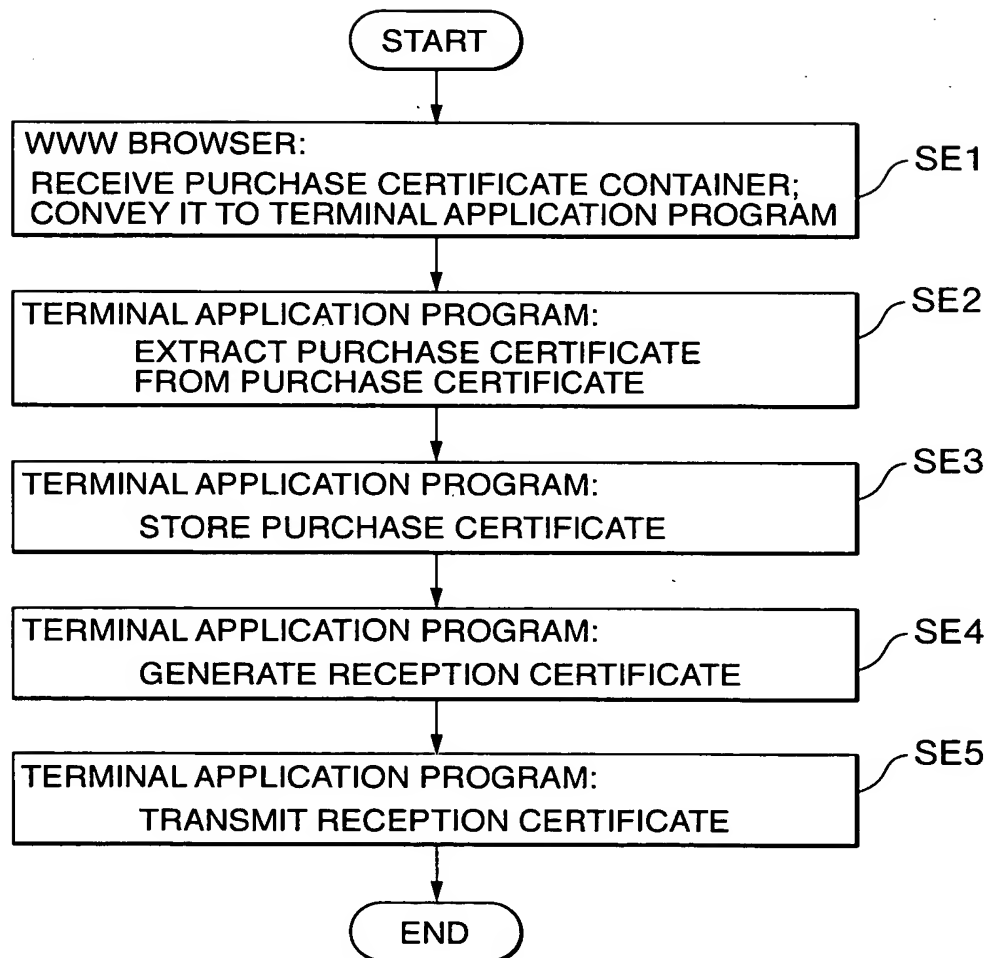 START
WWW BROWSER:
RECEIVE PURCHASE CERTIFICATE CONTAINER;
CONVEY IT TO TERMINAL APPLICATION PROGRAM
SE1
TERMINAL APPLICATION PROGRAM:
EXTRACT PURCHASE CERTIFICATE
FROM PURCHASE CERTIFICATE
SE2
TERMINAL APPLICATION PROGRAM:
STORE PURCHASE CERTIFICATE
SE3
TERMINAL APPLICATION PROGRAM:
GENERATE RECEPTION CERTIFICATE
SE4
TERMINAL APPLICATION PROGRAM:
TRANSMIT RECEPTION CERTIFICATE
SE5
END